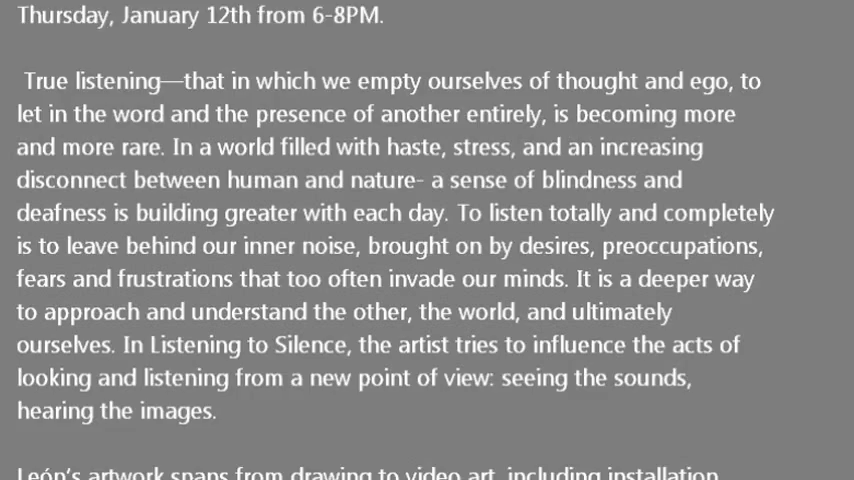 Thursday, January 12th from 6-8PM.
True listening—that in which we empty ourselves of thought and ego, to
let in the word and the presence of another entirely, is becoming more
and more rare. In a world filled with haste, stress, and an increasing
disconnect between human and nature- a sense of blindness and
deafness is building greater with each day. To listen totally and completely
is to leave behind our inner noise, brought on by desires, preoccupations,
fears and frustrations that too often invade our minds. It is a deeper way
to approach and understand the other, the world, and ultimately
ourselves. In Listening to Silence, the artist tries to influence the acts of
looking and listening from a new point of view: seeing the sounds,
hearing the images.
León's artwork spans from drawing to video art, including installation,